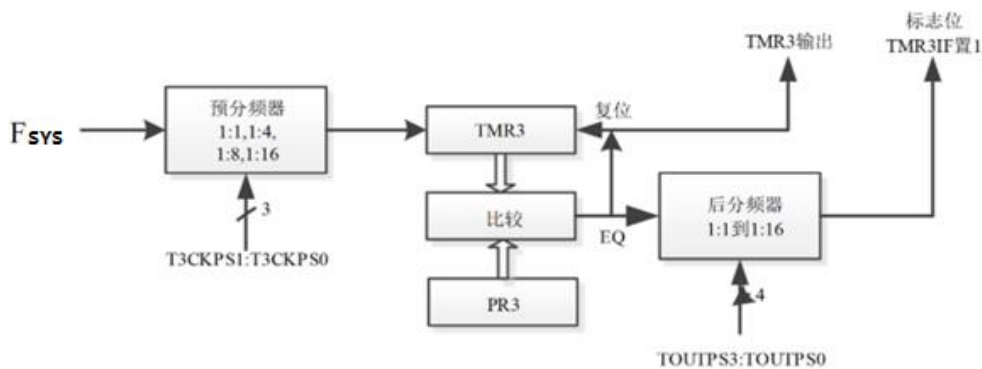 标志位
TMR3IF置1
TMR3输出
预分频器
1:1,1:4,
1:8,1:16
复位
TMR3
FSYS
3
T3CKPS1:T3CKPS0
比较
EQ
后分频器
1:1到1:16
PR3
4
TOUTPS3:TOUTPS0